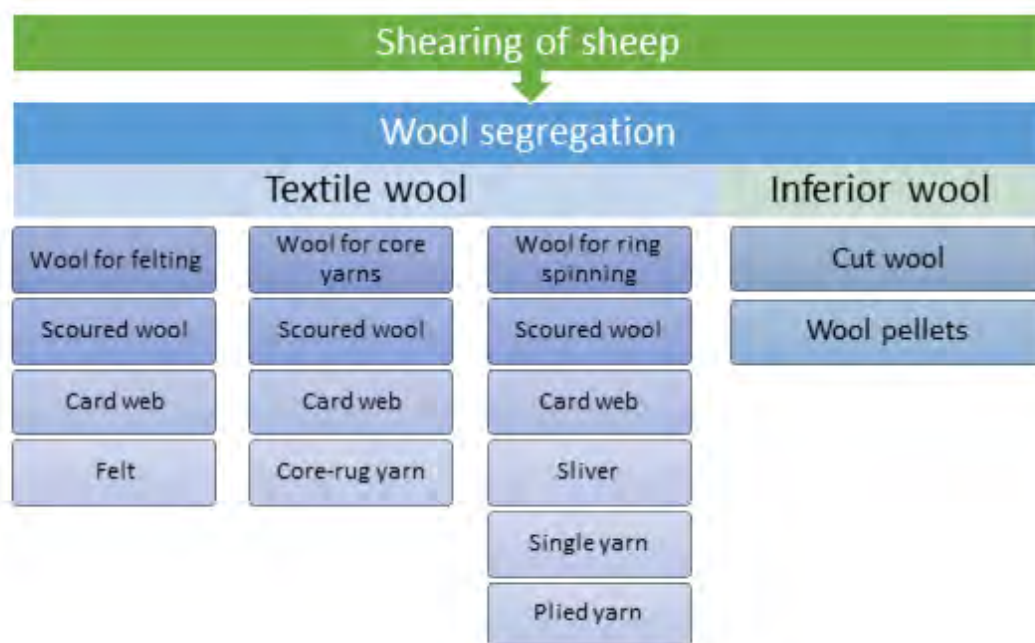 Shearing of sheep
Wool segregation
Textile wool
Inferior wool
Wool for felting
Scoured wool
Card web
Felt
Wool for core
yarns
Scoured wool
Card web
Core-rug yarn
Wool for ring
spinning
Scoured wool
Card web
Sliver
Single yarn
Plied yarn
Cut wool
Wool pellets